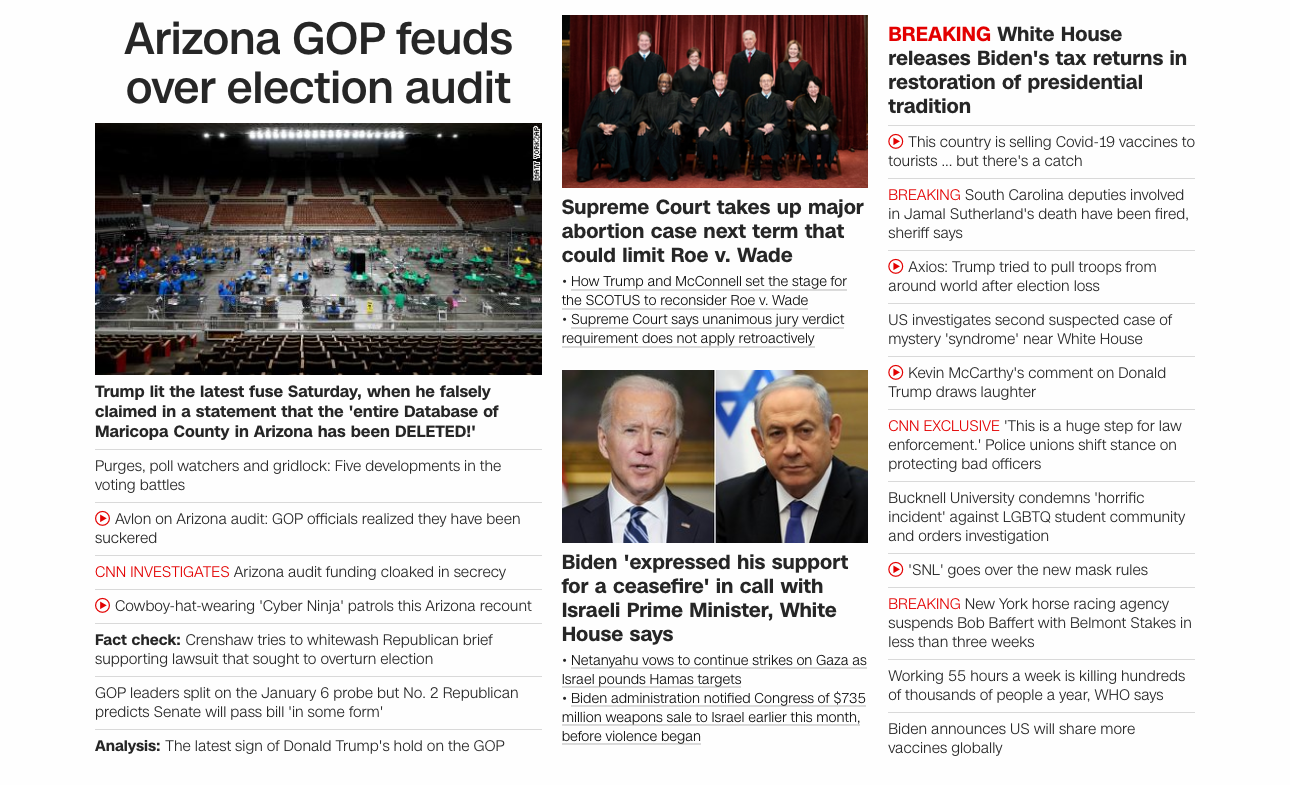 Arizona GOP feuds
over election audit
MATT YORK/AP
Trump lit the latest fuse Saturday, when he falsely
claimed in a statement that the 'entire Database of
Maricopa County in Arizona has been DELETED!'
Purges, poll watchers and gridlock: Five developments in the
voting battles
Avlon on Arizona audit: GOP officials realized they have been
suckered
CNN INVESTIGATES Arizona audit funding cloaked in secrecy
Cowboy-hat-wearing 'Cyber Ninja' patrols this Arizona recount
Fact check: Crenshaw tries to whitewash Republican brief
supporting lawsuit that sought to overturn election
GOP leaders split on the January 6 probe but No. 2 Republican
predicts Senate will pass bill 'in some form'
Analysis: The latest sign of Donald Trump's hold on the GOP
Supreme Court takes up major
abortion case next term that
could limit Roe v. Wade
• How Trump and McConnell set the stage for
the SCOTUS to reconsider Roe v. Wade
• Supreme Court says unanimous jury verdict
requirement does not apply retroactively
Biden 'expressed his support
for a ceasefire' in call with
Israeli Prime Minister, White
House says
• Netanyahu vows to continue strikes on Gaza as
Israel pounds Hamas targets
• Biden administration notified Congress of $735
million weapons sale to Israel earlier this month,
before violence began
BREAKING White House
releases Biden's tax returns in
restoration of presidential
tradition
This country is selling Covid-19 vaccines to
tourists ... but there's a catch
BREAKING South Carolina deputies involved
in Jamal Sutherland's death have been fired,
sheriff says
Axios: Trump tried to pull troops from
around world after election loss
US investigates second suspected case of
mystery 'syndrome' near White House
Kevin McCarthy's comment on Donald
Trump draws laughter
CNN EXCLUSIVE 'This is a huge step for law
enforcement.' Police unions shift stance on
protecting bad officers
Bucknell University condemns 'horrific
incident' against LGBTQ student community
and orders investigation
'SNL' goes over the new mask rules
BREAKING New York horse racing agency
suspends Bob Baffert with Belmont Stakes in
less than three weeks
Working 55 hours a week is killing hundreds
of thousands of people a year, WHO says
Biden announces US will share more
vaccines globally